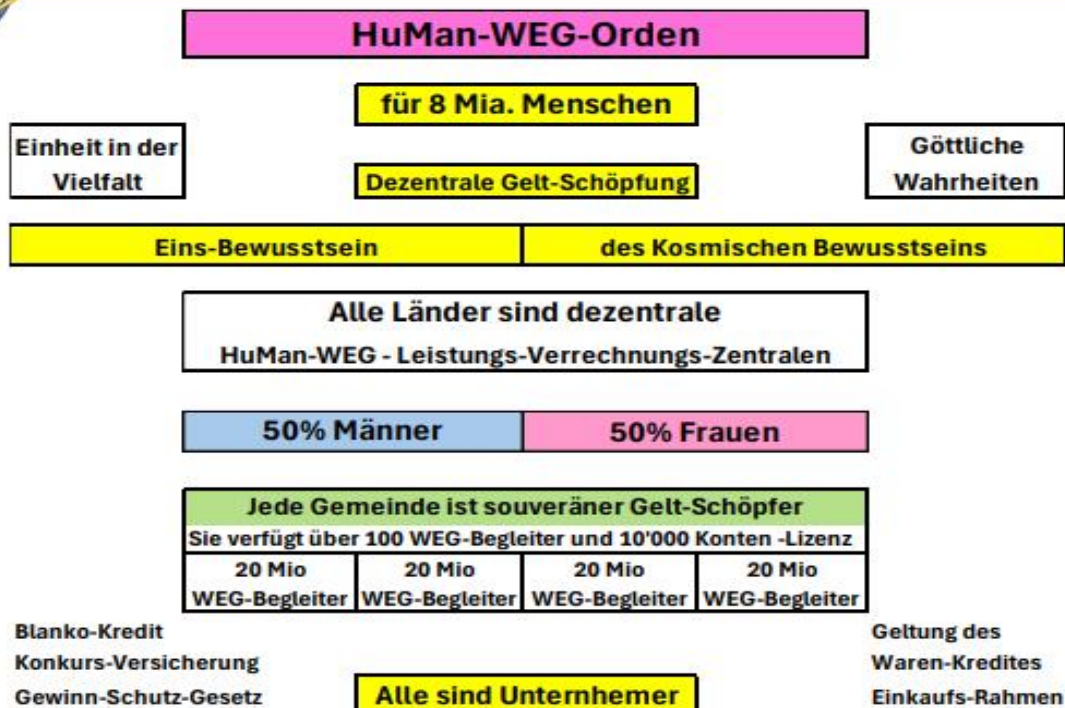 HuMan-WEG-Orden
für 8 Mia. Menschen
Einheit in der
Vielfalt
Dezentrale Gelt-Schöpfung
Göttliche
Wahrheiten
Eins-Bewusstsein des Kosmischen Bewusstseins
Alle Länder sind dezentrale
HuMan-WEG - Leistungs-Verrechnungs-Zentralen
50% Männer 50% Frauen
Jede Gemeinde ist souveräner Gelt-Schöpfer
Sie verfügt über 100 WEG-Begleiter und 10'000 Konten -Lizenz
20 Mio 20 Mio 20 Mio 20 Mio
WEG-Begleiter WEG-Begleiter WEG-Begleiter WEG-Begleiter
Blanko-Kredit
Konkurs-Versicherung
Gewinn-Schutz-Gesetz
Alle sind Unternhemer
Geltung des
Waren-Kredites
Einkaufs-Rahmen